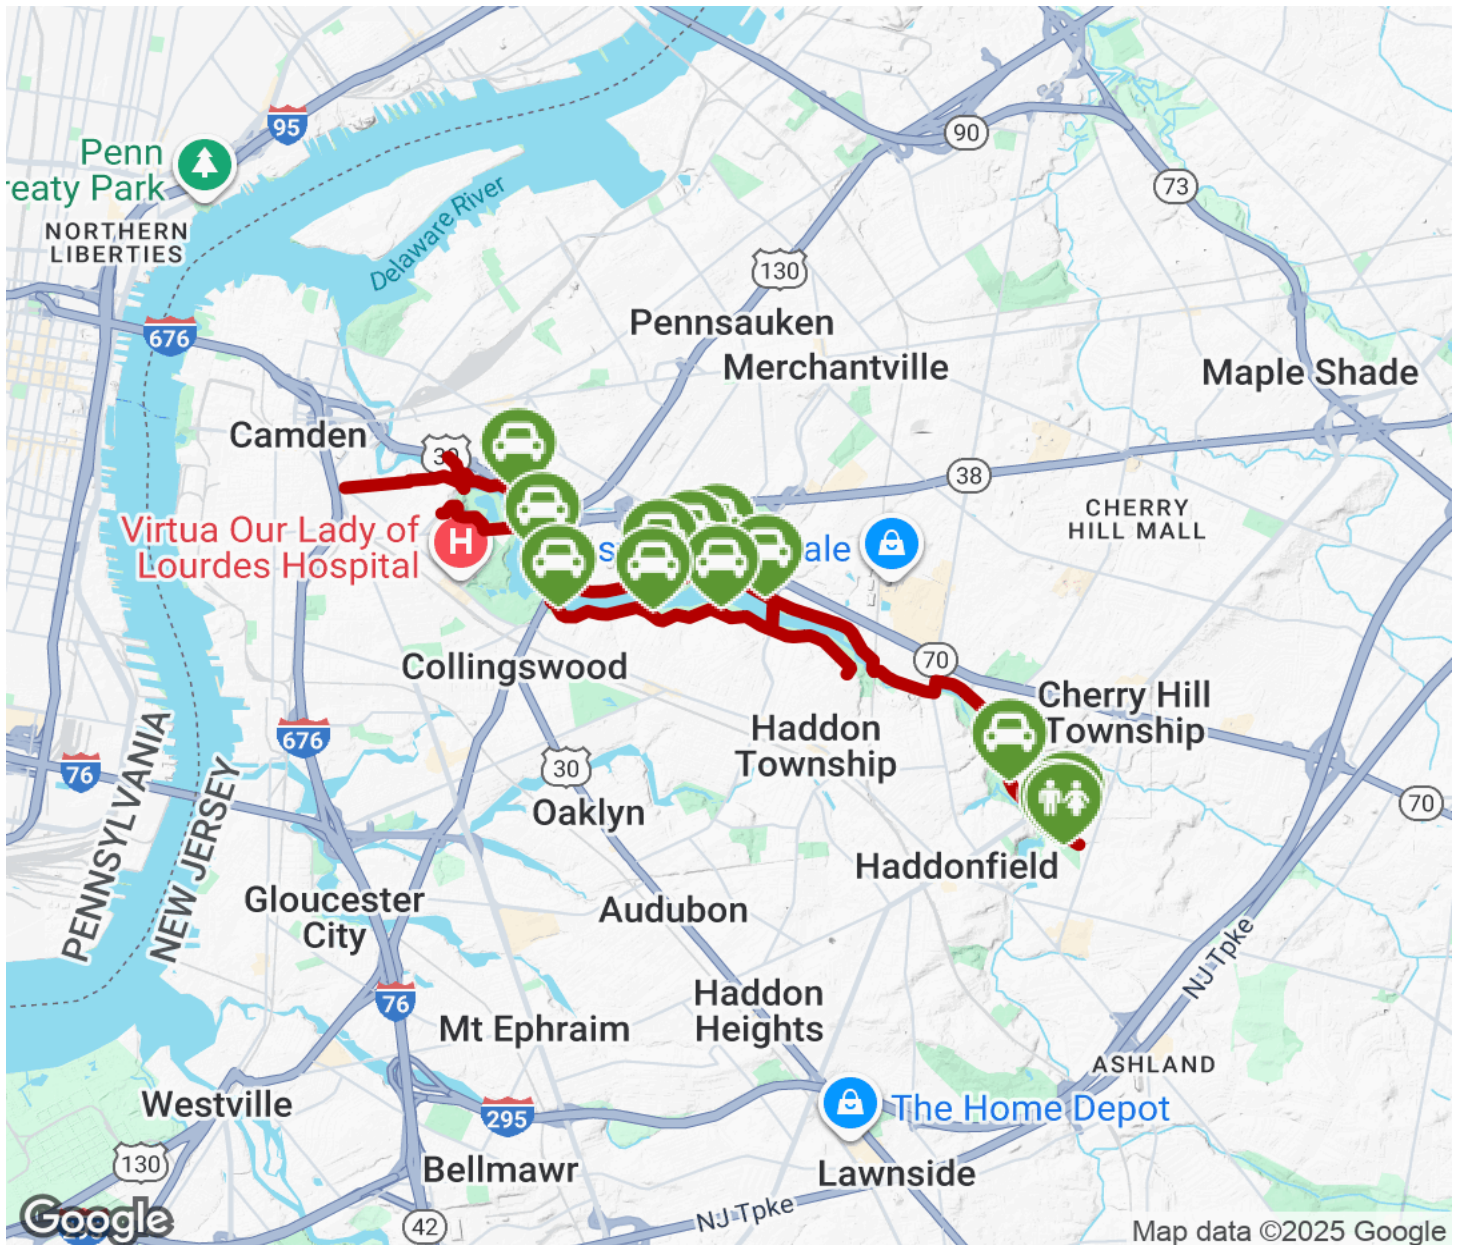 95
Penn
reaty Park
90
Delaware River
73
NORTHERN
LIBERTIES
130
Pennsauken
676
Merchantville
Maple Shade
Camden
38
CHERRY
HILL MALL
Virtua Our Lady of
Lourdes Hospital
H
s
ale
Collingswood
70
Cherry Hill
Township
Haddon
Township
676
76
30
70
Oaklyn
PENNSYLVANIA
NEW JERSEY
Haddonfield
Gloucester
City
Audubon
NJ Tpke
76
Haddon
Heights
Mt Ephraim
ASHLAND
Westville
The Home Depot
295
130
Bellmawr
Lawnside
NJ Tpke
42
Google
Map data ©2025 Google